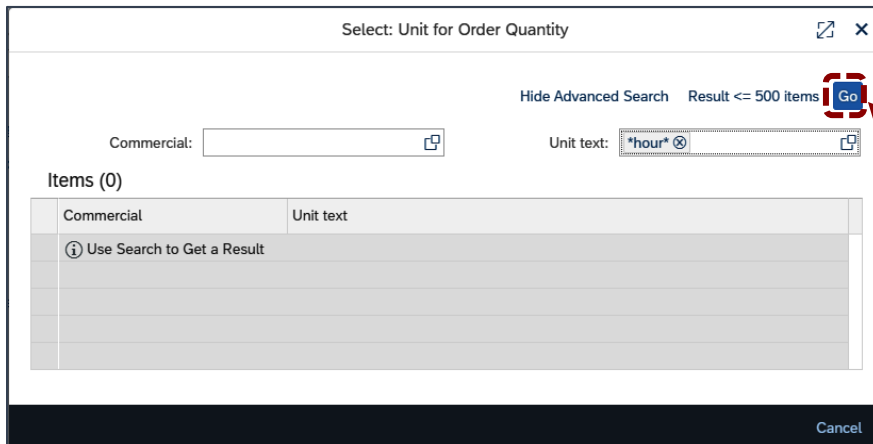 Select: Unit for Order Quantity
Hide Advanced Search Result <= 500 items Go
Commercial: Unit text: *hour*
Items (0)
Commercial Unit text
Use Search to Get a Result
Cancel